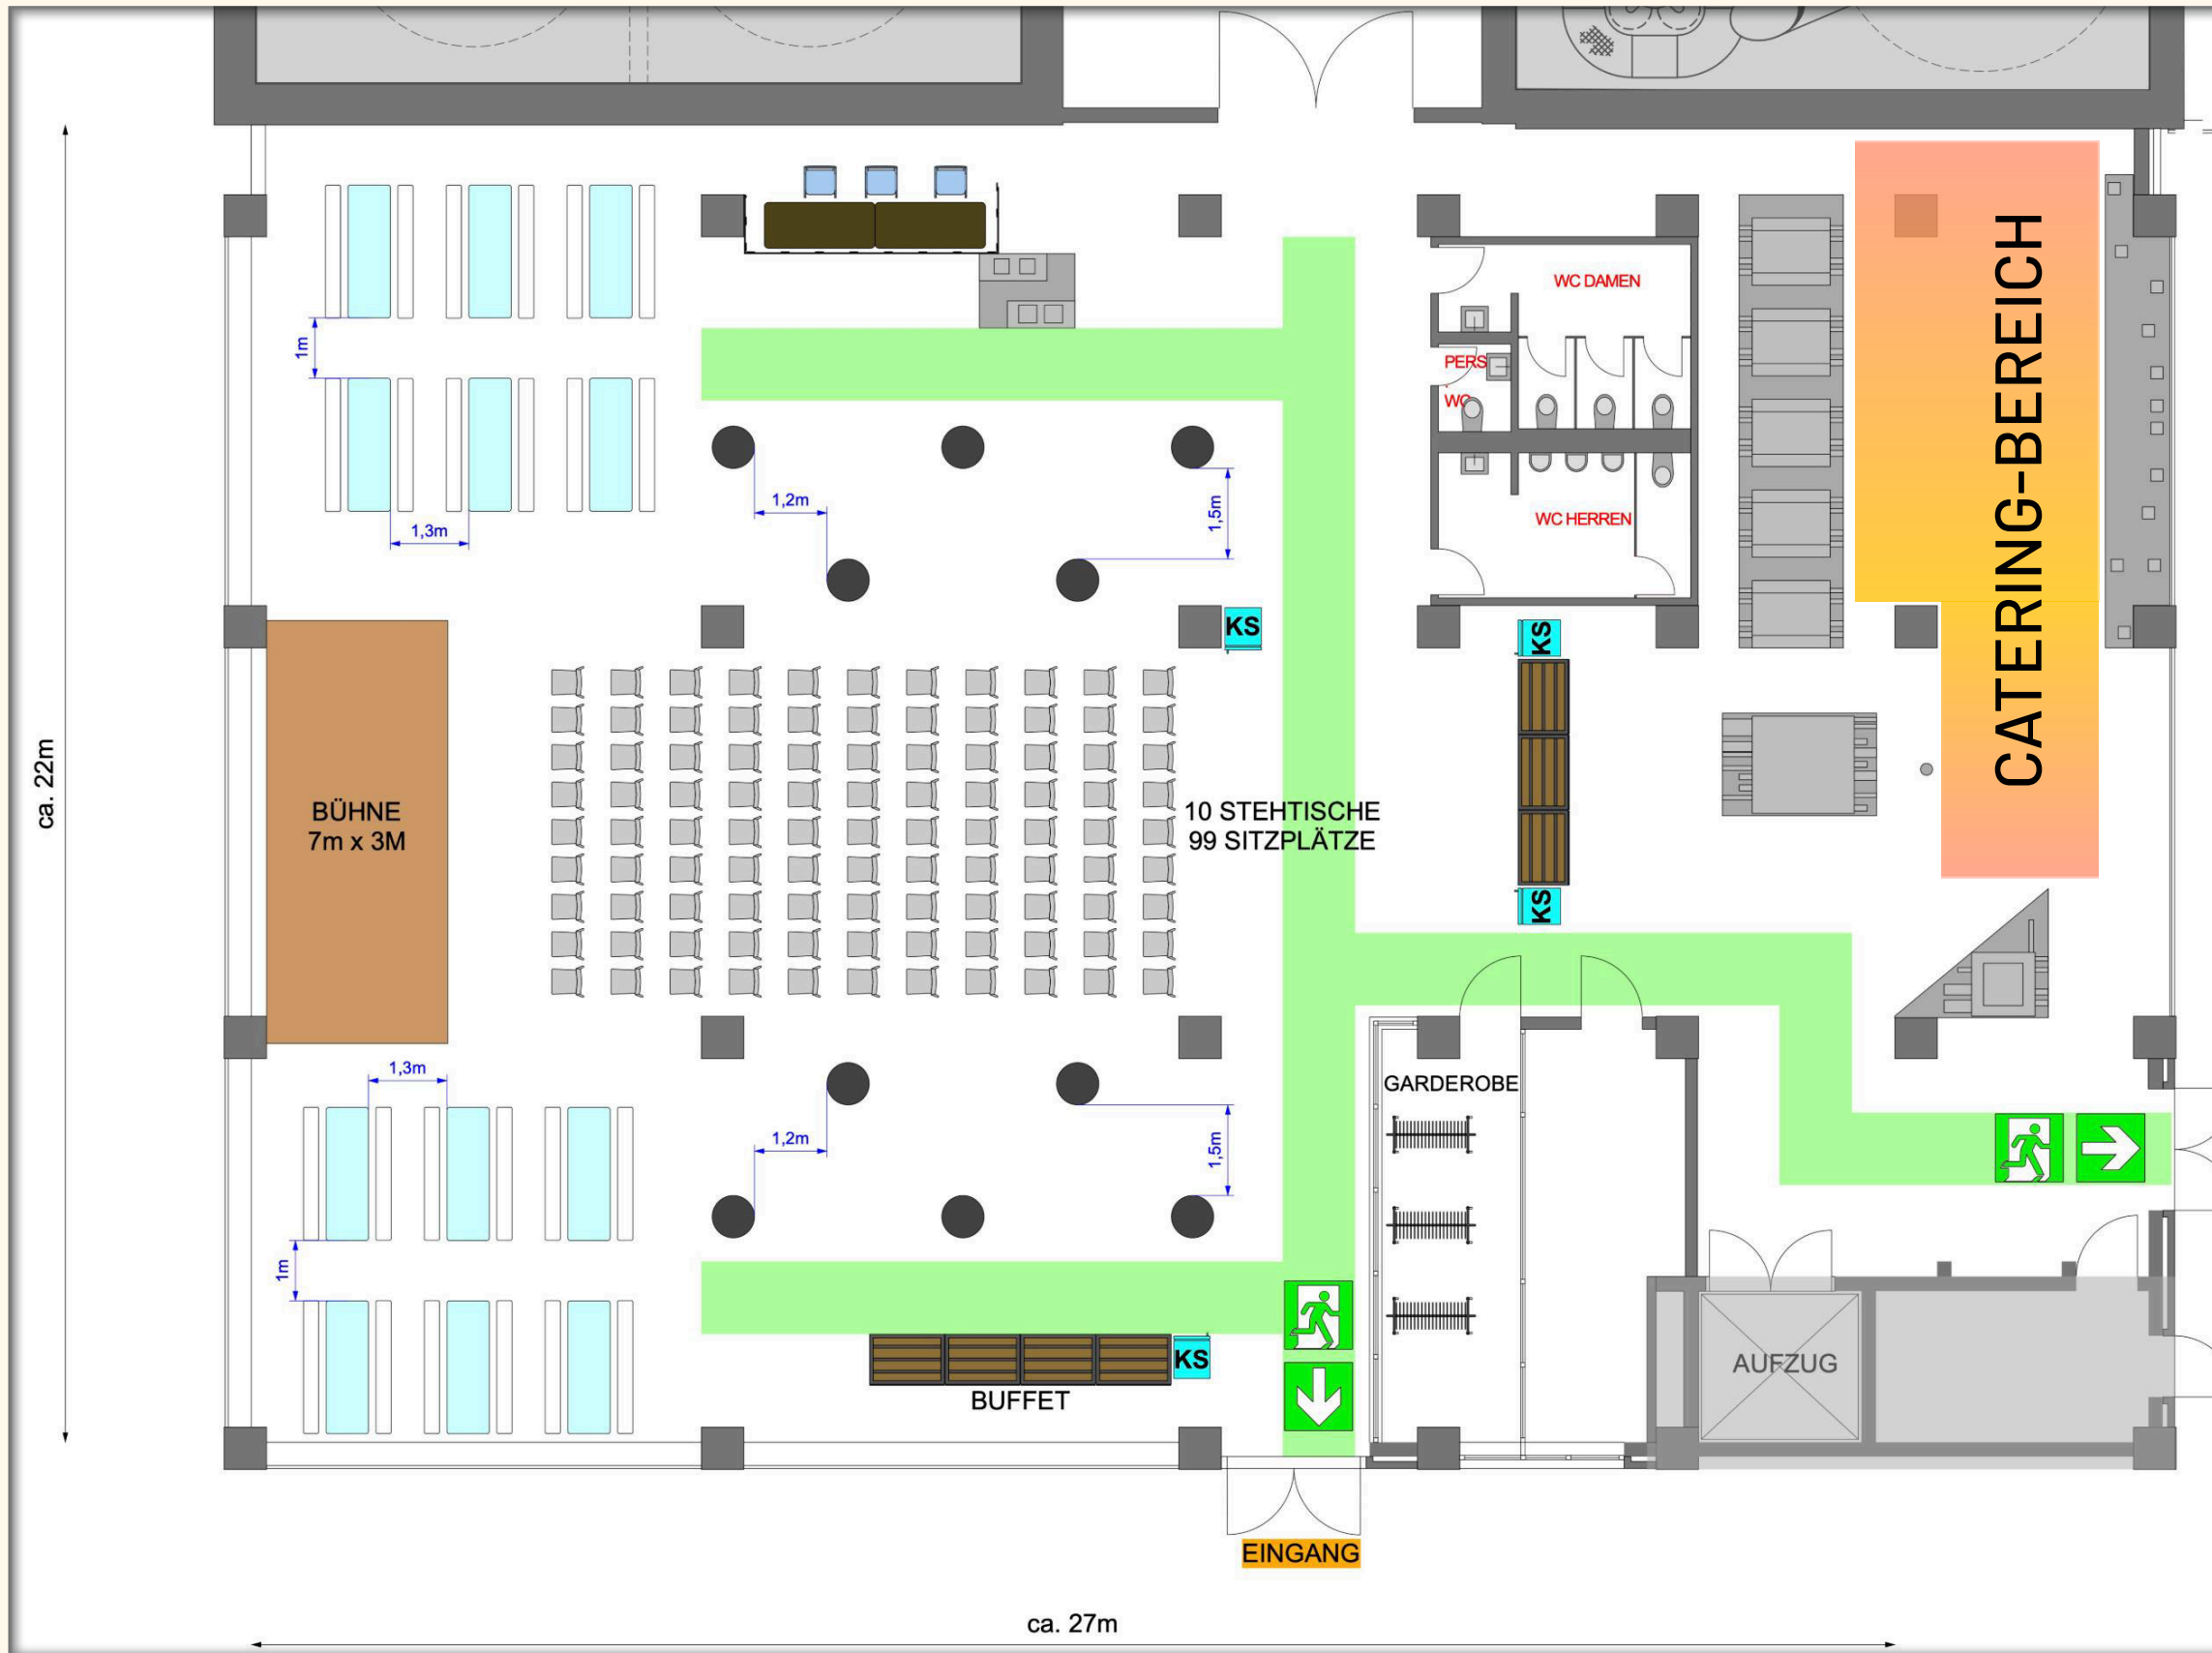 WC DAMEN
1m
PERS
.
WC
1,2m
1,5m
1,3m
WC HERREN
CATERING-BEREICH
KS
KS
ca. 22m
BÜHNE
7m x 3M
10 STEHTISCHE
99 SITZPLÄTZE
KS
1,3m
GARDEROBE
1,2m
1,5m
1m
KS
AUFZUG
BUFFET
EINGANG
ca. 27m